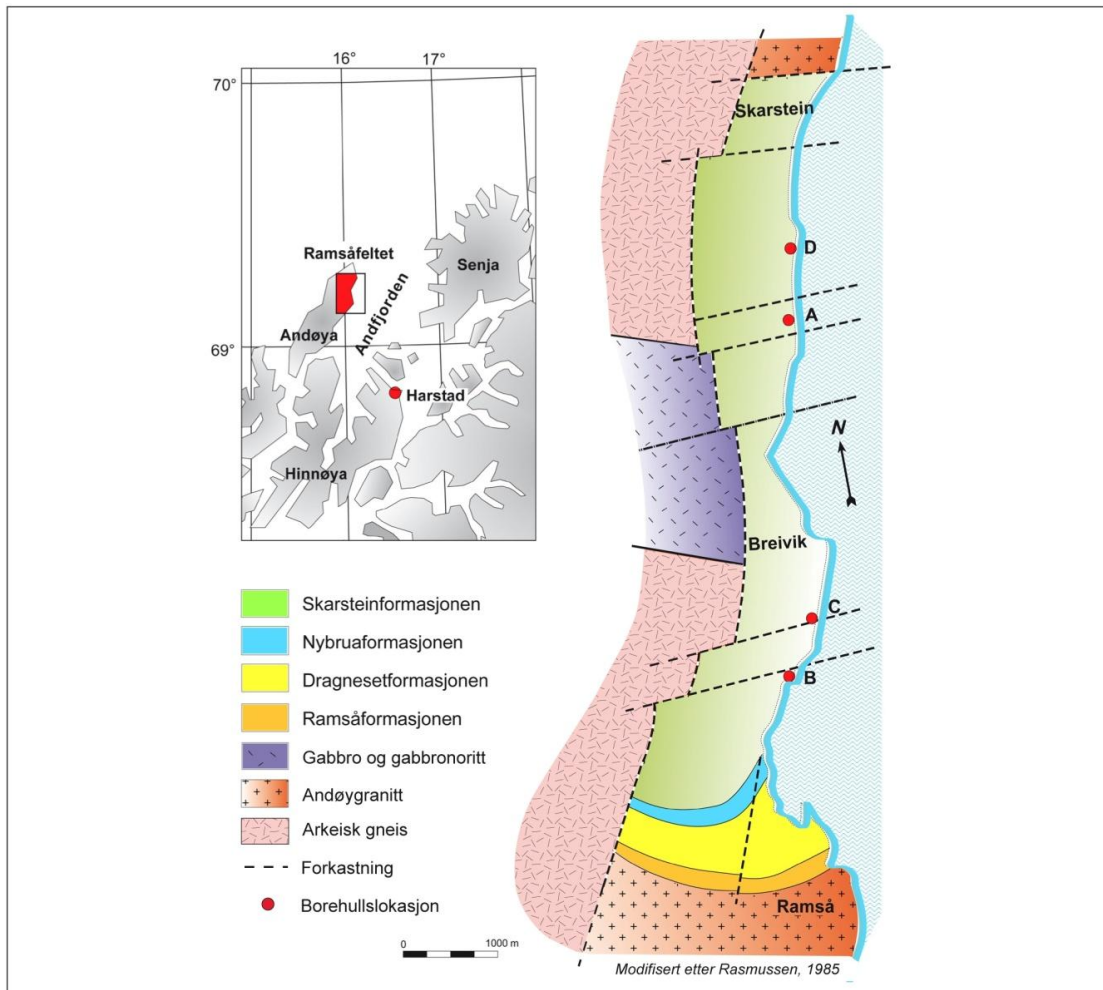 16°
17°
70°
Ramsåfeltet
Senja
Andfjorden
Andøya
69°
Harstad
Hinnøya
Skarsteinformasjonen
Nybruaformasjonen
Dragnesetformasjonen
Ramsåformasjonen
Gabbro og gabbronoritt
Andøygranitt
Arkeisk gneis
Forkastning
Borehullslokasjon
0
1000 m
Skarstein
D
A
N
Breivik
C
B
Ramså
Modifisert etter Rasmussen, 1985